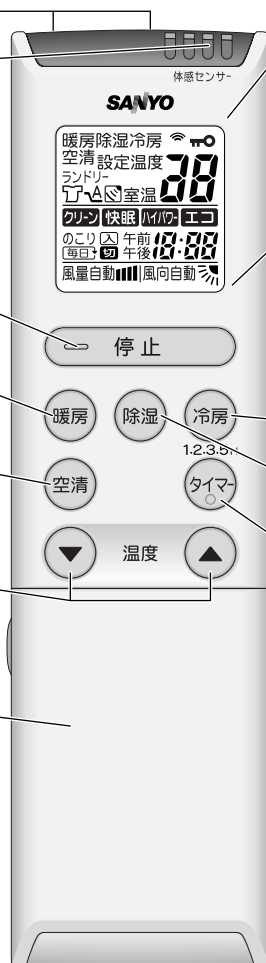 体感センサー
SANYO
暖房除湿冷房
空清設定温度 88
ランドリー
A 室温
クリーン 快眠 ハイパワー エコ
のこり 入 午前 18:88
毎日 切 午後
風量自動 風向自動
停止
暖房 除湿 冷房
1.2.3.5H
空清 タイマー
▼ 温度 ▲